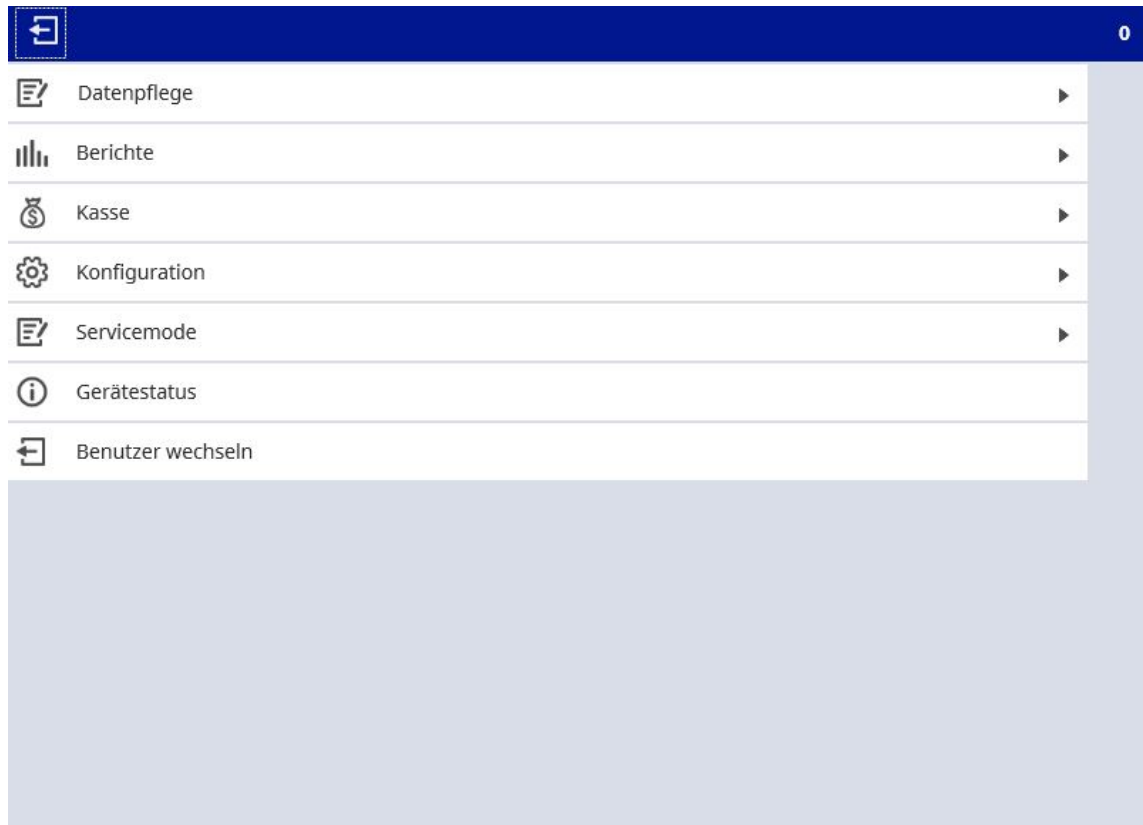 0
Datenpflege
Berichte
Kasse
Konfiguration
Servicemode
Gerätestatus
Benutzer wechseln